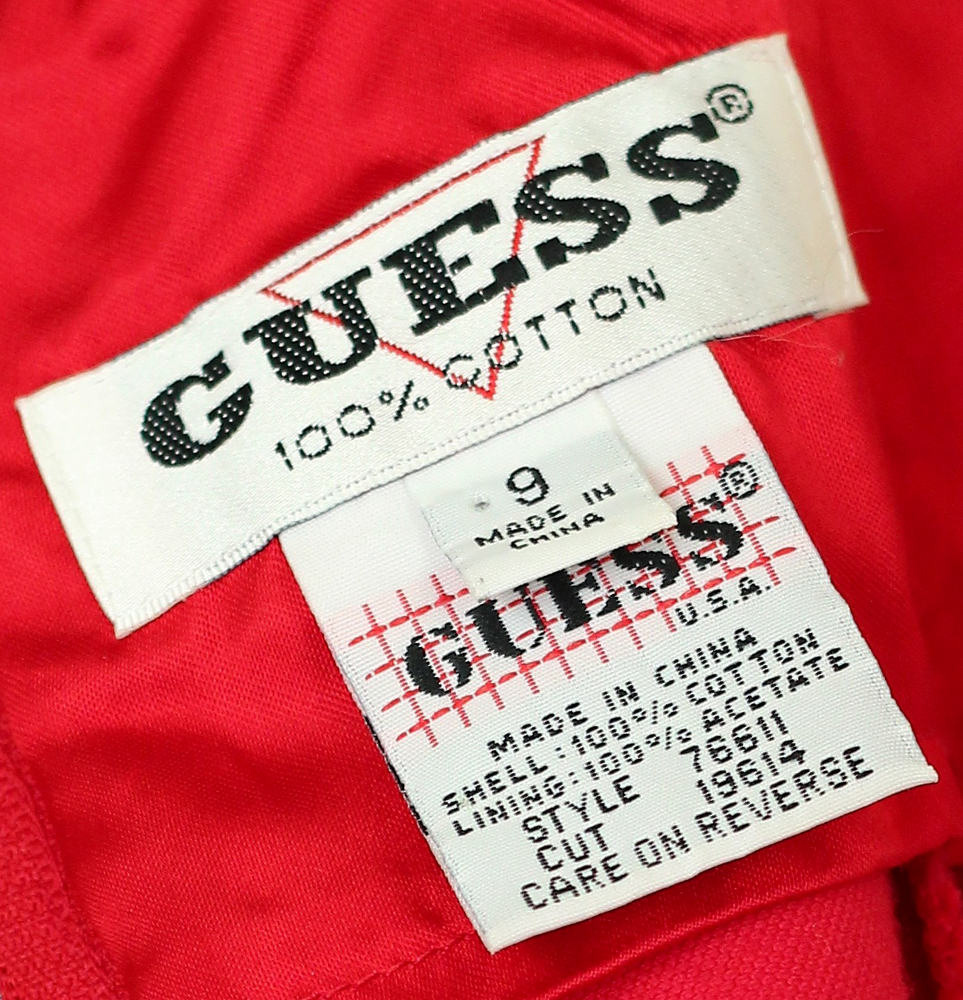 GUESS®
100% COTTON
9
MADE IN
CHINA
GUESS®
U.S.A.
MADE IN CHINA
SHELL:100% COTTON
LINING:100% ACETATE
STYLE 76611
CUT 19614
CARE ON REVERSE